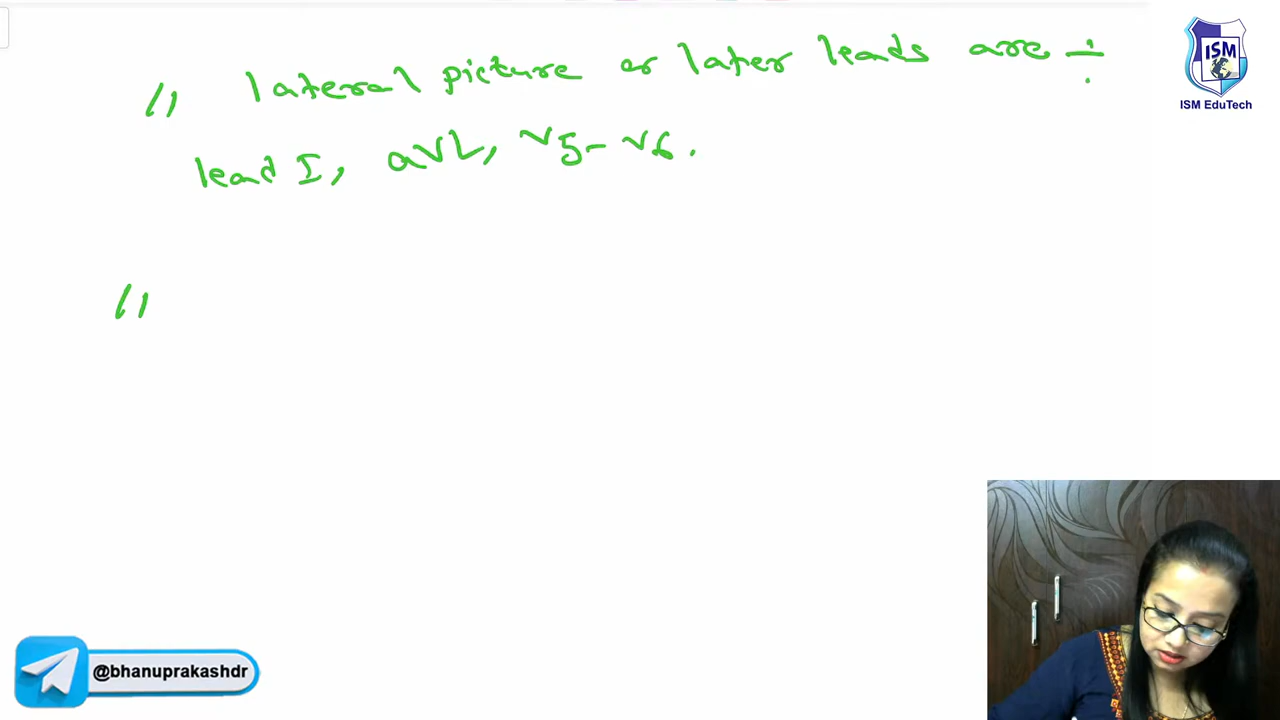 // lateral picture or later leads are ÷
lead I, aVL, V5 - V6.
//
ISM
ISM EduTech
@bhanuprakashdr